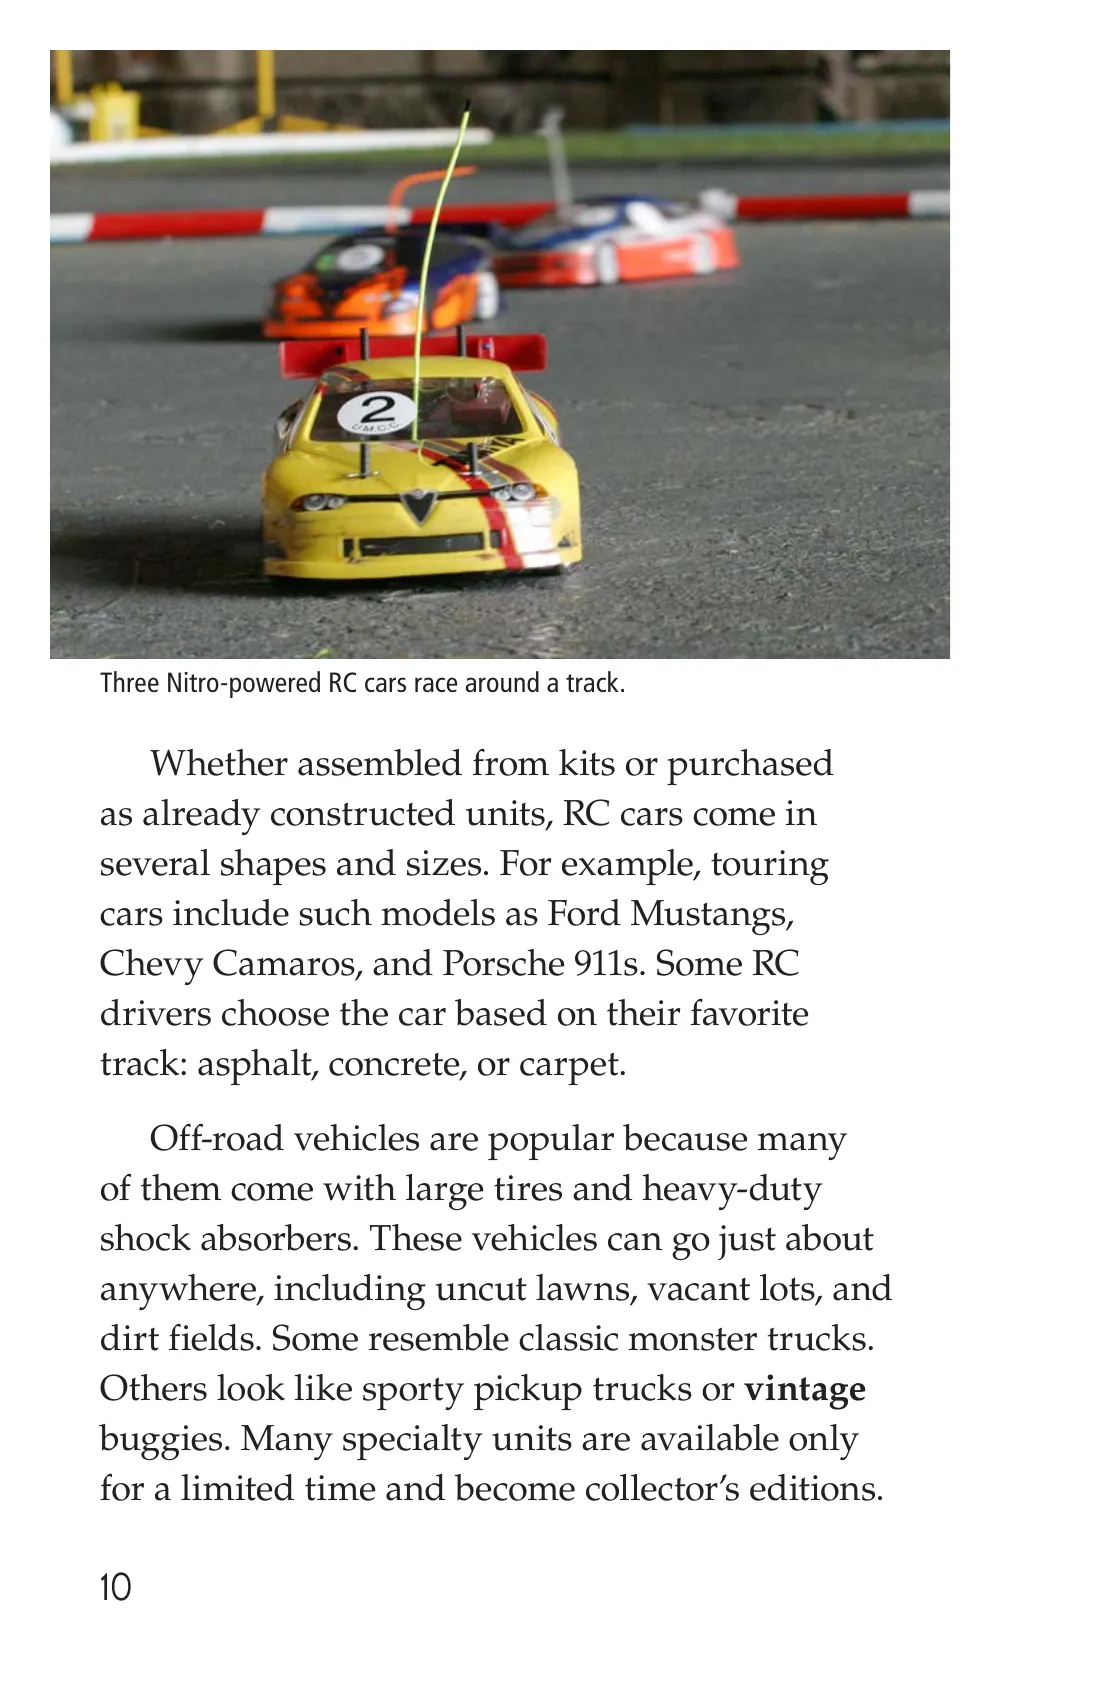 2
U.M.C.C.
Three Nitro-powered RC cars race around a track.
Whether assembled from kits or purchased
as already constructed units, RC cars come in
several shapes and sizes. For example, touring
cars include such models as Ford Mustangs,
Chevy Camaros, and Porsche 911s. Some RC
drivers choose the car based on their favorite
track: asphalt, concrete, or carpet.
Off-road vehicles are popular because many
of them come with large tires and heavy-duty
shock absorbers. These vehicles can go just about
anywhere, including uncut lawns, vacant lots, and
dirt fields. Some resemble classic monster trucks.
Others look like sporty pickup trucks or vintage
buggies. Many specialty units are available only
for a limited time and become collector’s editions.
10